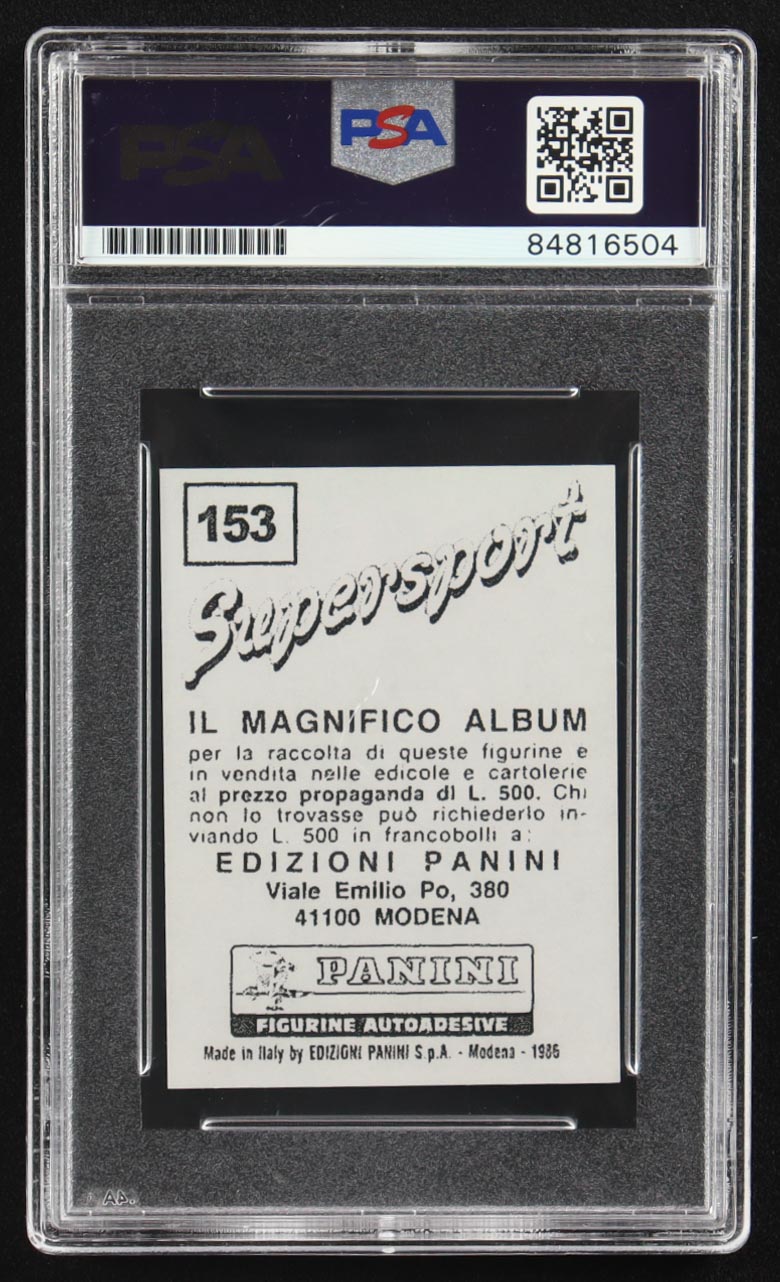 PSA
PSA
84816504
153
Supersport
IL MAGNIFICO ALBUM
per la raccolta di queste figurine e
in vendita nelle edicole e cartolerie
al prezzo propaganda di L. 500. Chi
non lo trovasse può richiederlo in-
viando L. 500 in francobolli a:
EDIZIONI PANINI
Viale Emilio Po, 380
41100 MODENA
PANINI
FIGURINE AUTOADESIVE
Made in Italy by EDIZIONI PANINI S.p.A. - Modena - 1986